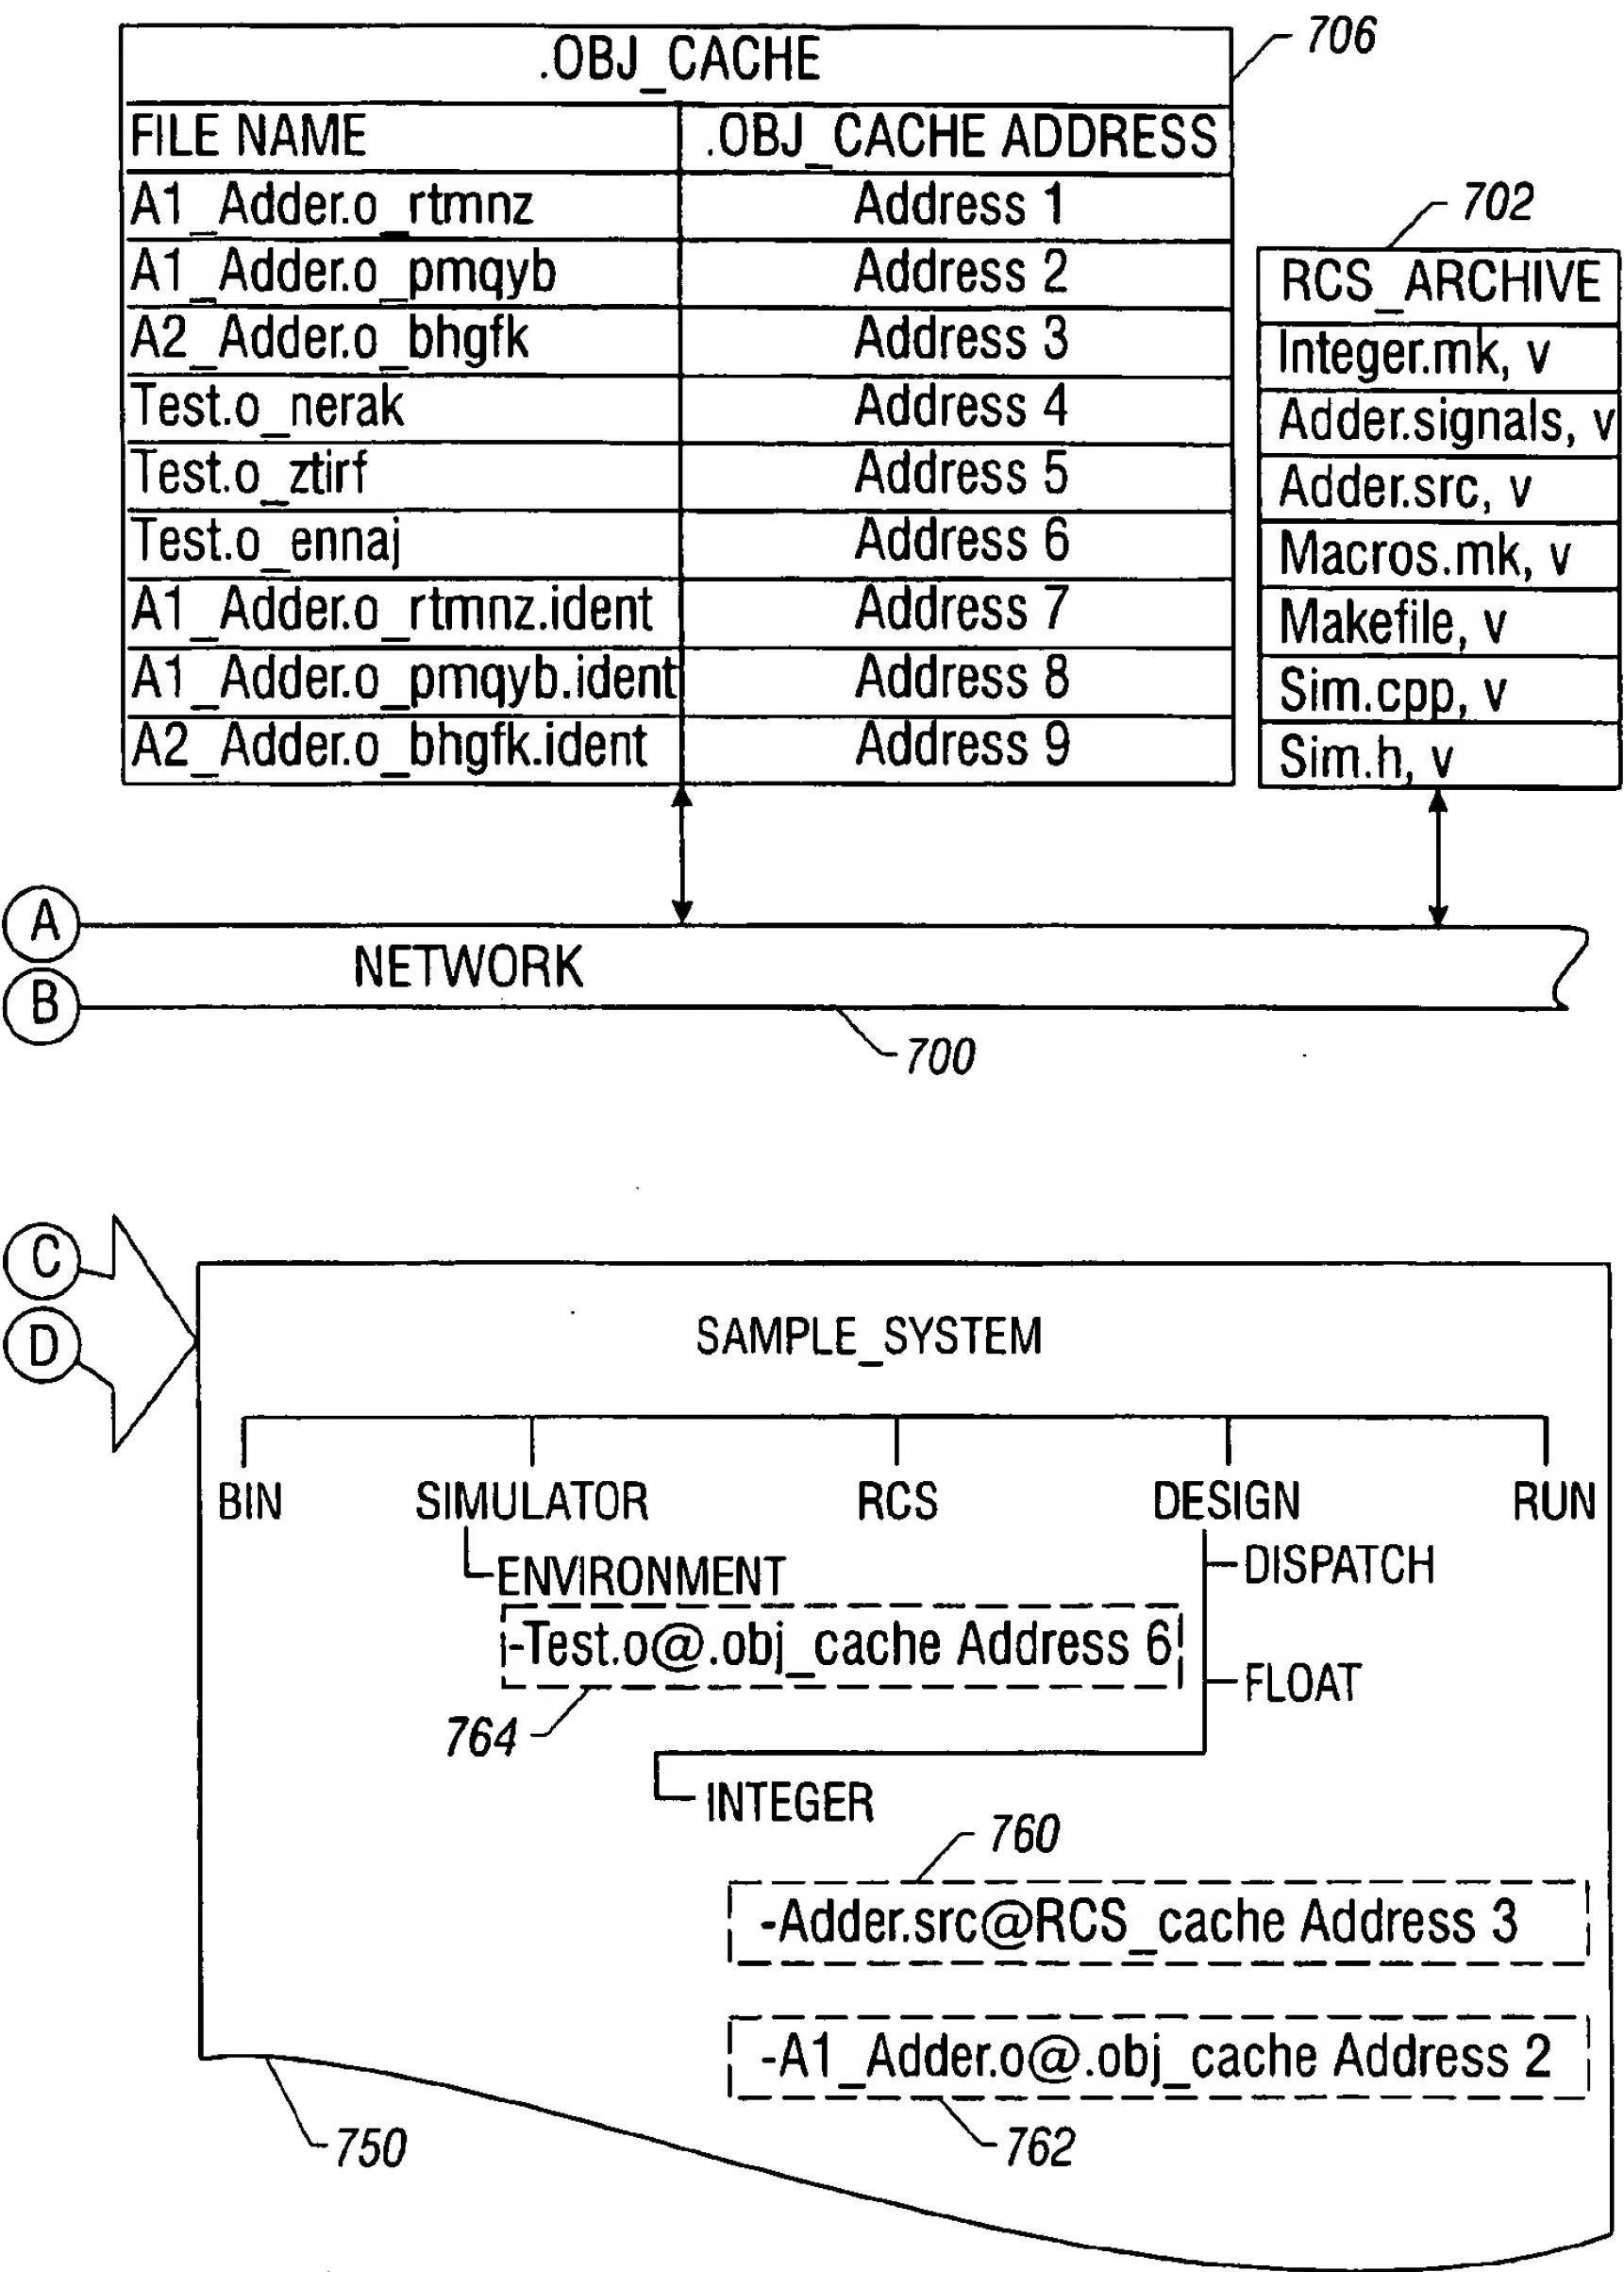 706
.OBJ_CACHE
FILE NAME .OBJ_CACHE ADDRESS
A1_Adder.o_rtmnz Address 1
A1_Adder.o_pmqyb Address 2
A2_Adder.o_bhgfk Address 3
Test.o_nerak Address 4
Test.o_ztirf Address 5
Test.o_ennaj Address 6
A1_Adder.o_rtmnz.ident Address 7
A1_Adder.o_pmqyb.ident Address 8
A2_Adder.o_bhgfk.ident Address 9
702
RCS_ARCHIVE
Integer.mk, v
Adder.signals, v
Adder.src, v
Macros.mk, v
Makefile, v
Sim.cpp, v
Sim.h, v
A
NETWORK
B
700
C
D
SAMPLE_SYSTEM
BIN SIMULATOR RCS DESIGN RUN
ENVIRONMENT
-Test.o@.obj_cache Address 6
764
DISPATCH
FLOAT
INTEGER
760
-Adder.src@RCS_cache Address 3
-A1_Adder.o@.obj_cache Address 2
762
750